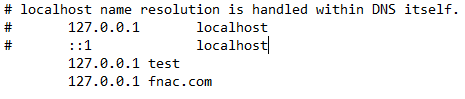 # localhost name resolution is handled within DNS itself.
#	127.0.0.1	localhost
#	::1	localhost
	127.0.0.1 test
	127.0.0.1 fnac.com